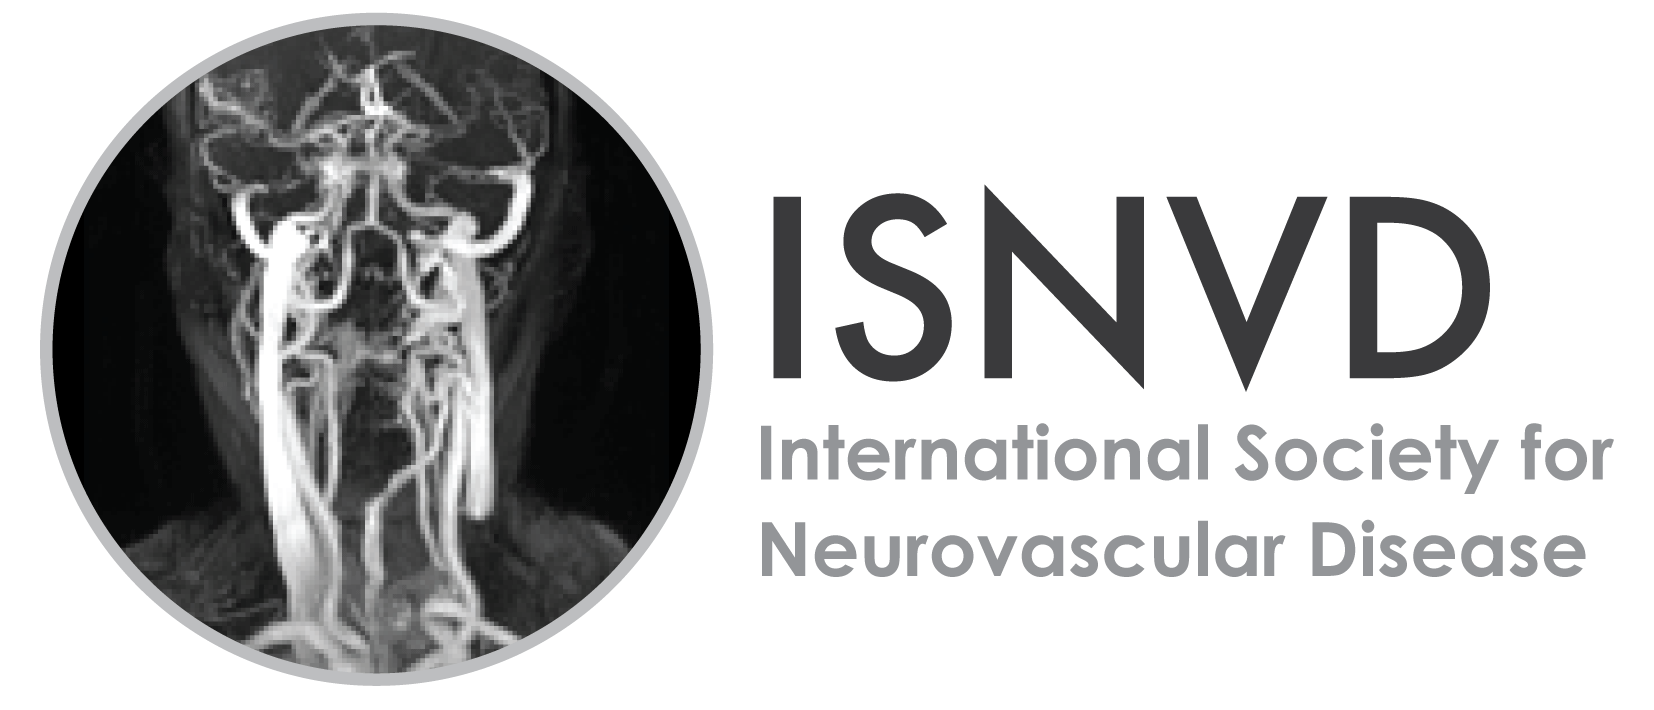 ISNVD
International Society for
Neurovascular Disease